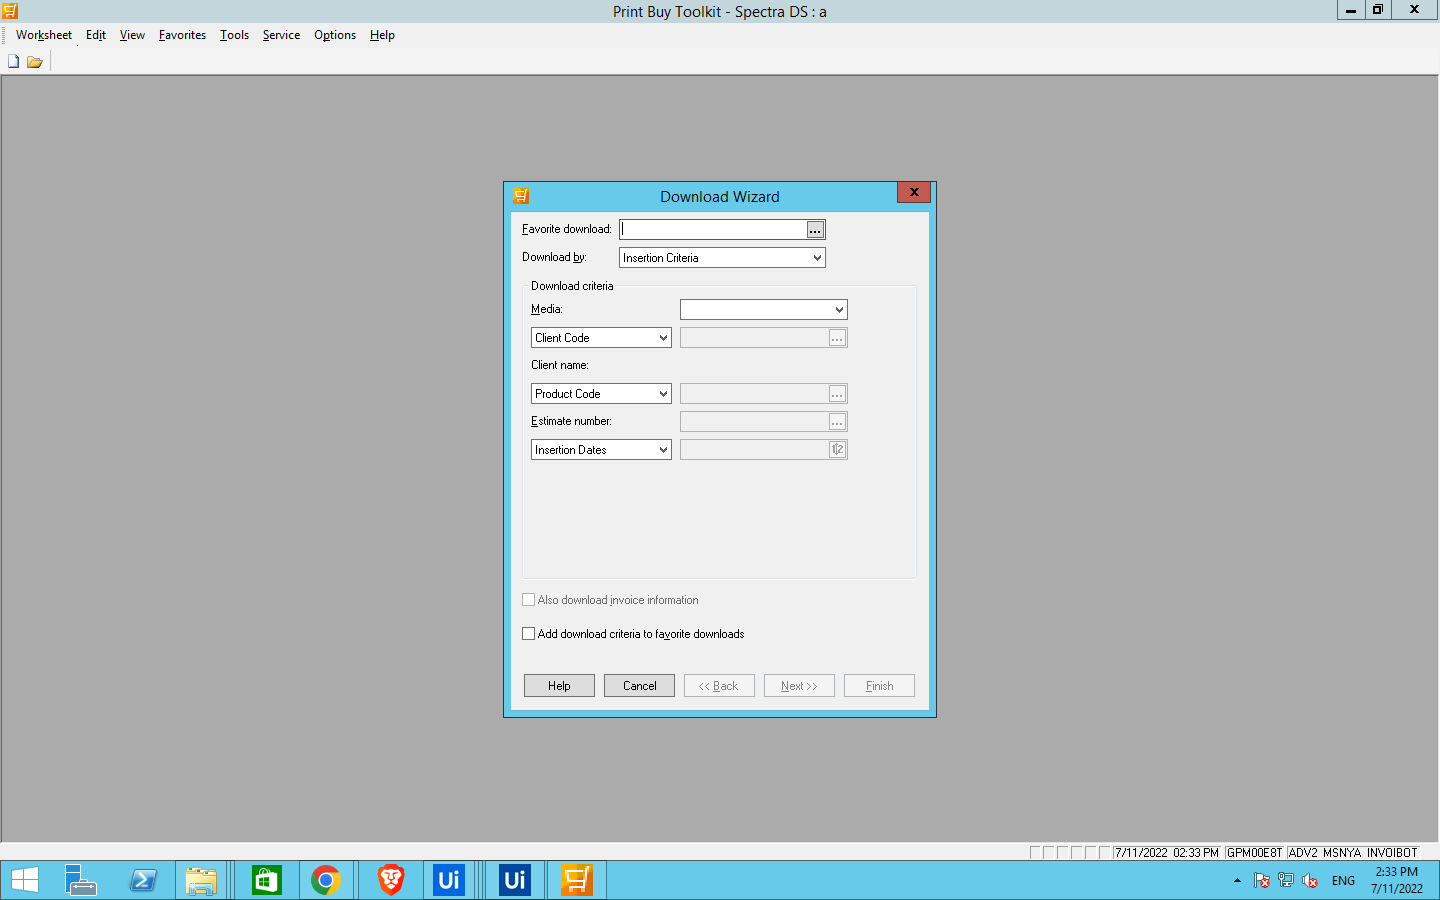 Print Buy Toolkit - Spectra DS : a
Worksheet Edit View Favorites Tools Service Options Help
Download Wizard
Favorite download: ...
Download by: Insertion Criteria
Download criteria
Media:
Client Code ...
Client name:
Product Code ...
Estimate number: ...
Insertion Dates 12
Also download invoice information
Add download criteria to favorite downloads
Help Cancel << Back Next >> Finish
7/11/2022 02:33 PM GPM00E8T ADV2 MSNYA INVOIBOT
Ui Ui ENG 2:33 PM
7/11/2022